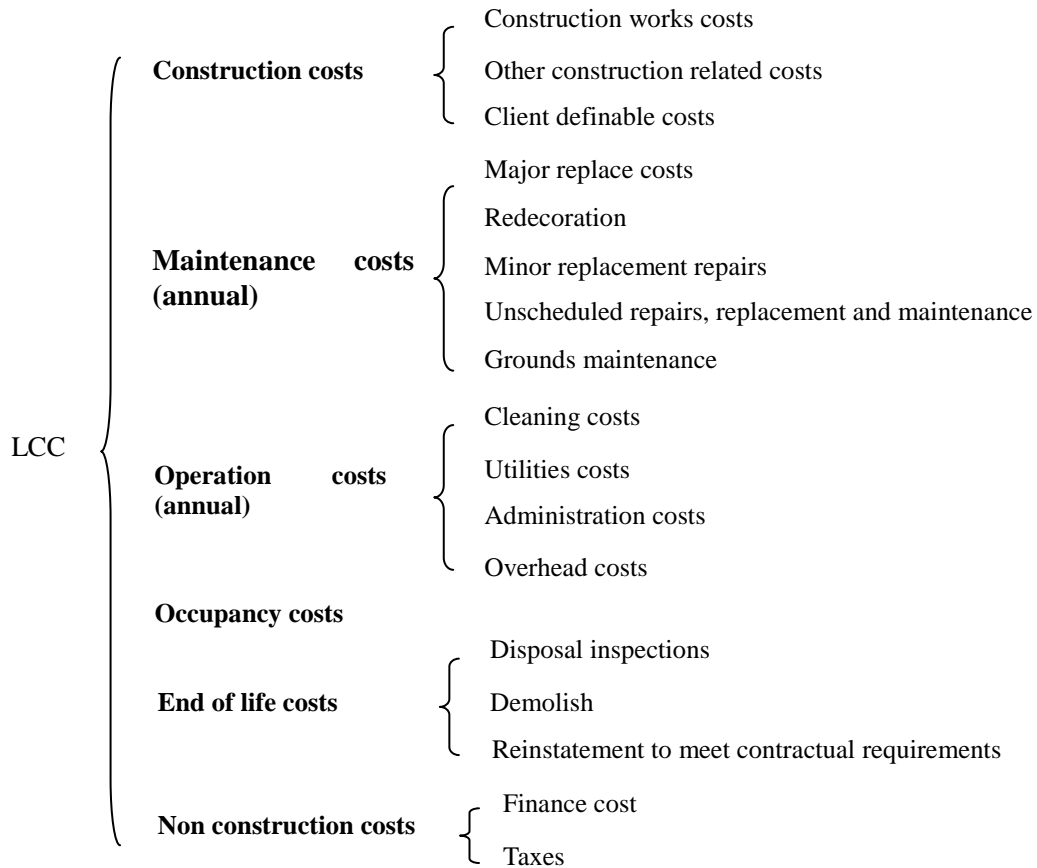 Construction works costs
Construction costs
Other construction related costs
Client definable costs
Major replace costs
Redecoration
Maintenance costs
(annual)
Minor replacement repairs
Unscheduled repairs, replacement and maintenance
Grounds maintenance
LCC
Cleaning costs
Operation costs
(annual)
Utilities costs
Administration costs
Overhead costs
Occupancy costs
Disposal inspections
End of life costs
Demolish
Reinstatement to meet contractual requirements
Finance cost
Non construction costs
Taxes